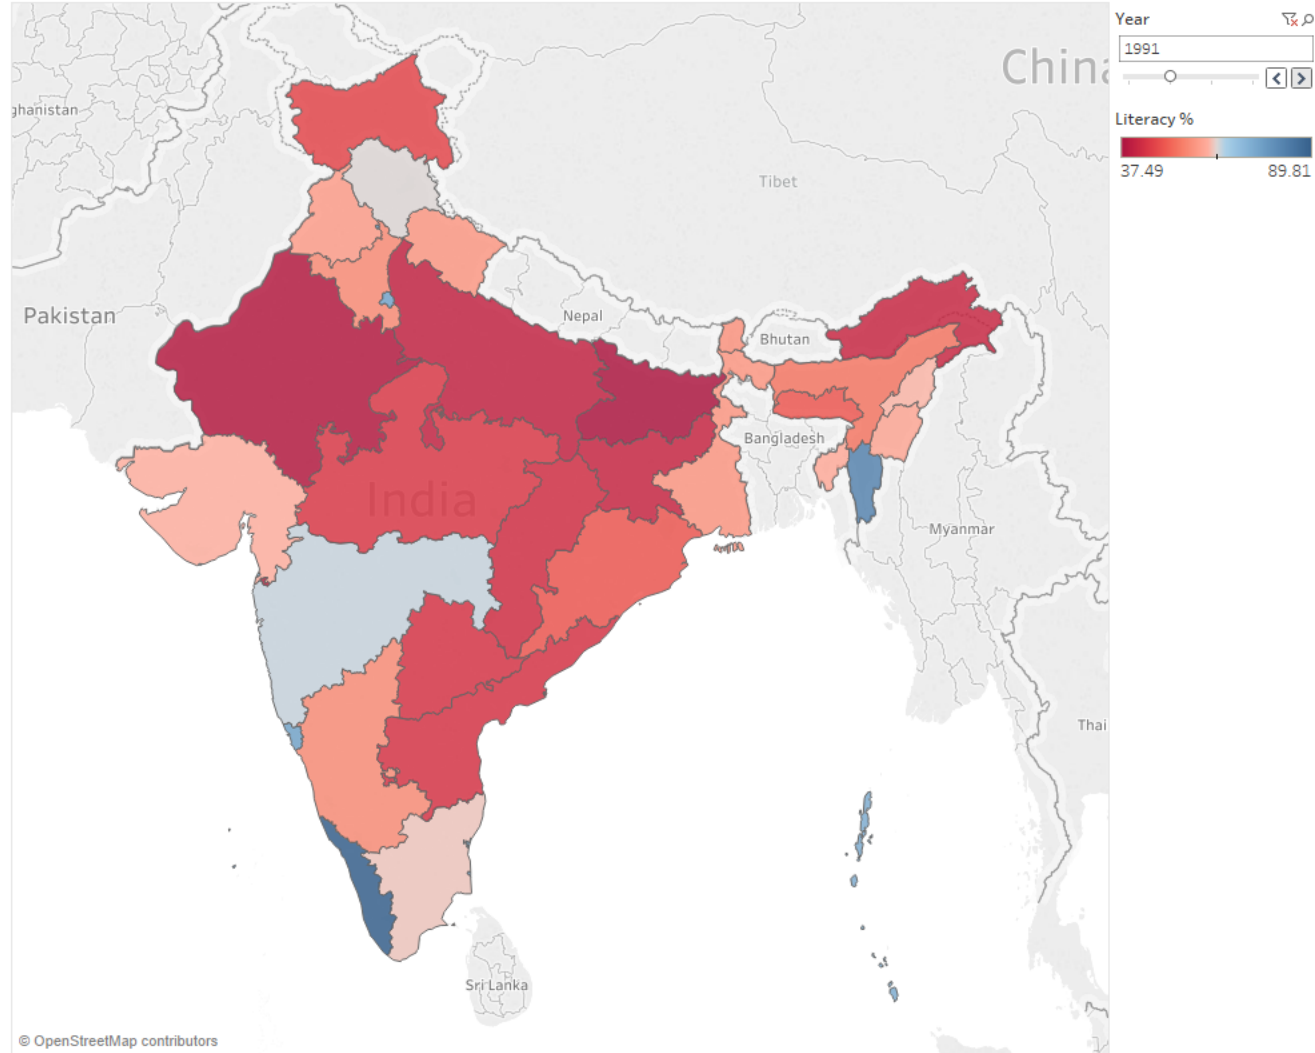 Year
1991
Literacy %
37.49 89.81
China
ghanistan
Tibet
Pakistan
Nepal
Bhutan
Bangladesh
India
Myanmar
Thai
Sri Lanka
© OpenStreetMap contributors